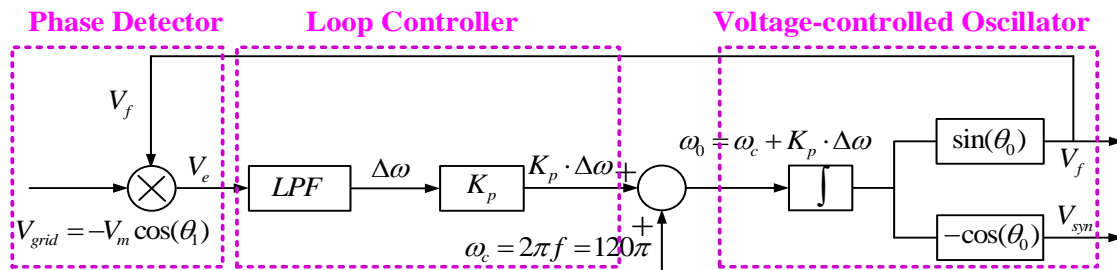 Phase Detector Loop Controller Voltage-controlled Oscillator
V_f
V_e
LPF
Δω
K_p
K_p · Δω
+
ω_0 = ω_c + K_p · Δω
∫
sin(θ_0)
V_f
V_grid = −V_m cos(θ_1)
+
ω_c = 2πf = 120π
−cos(θ_0)
V_syn